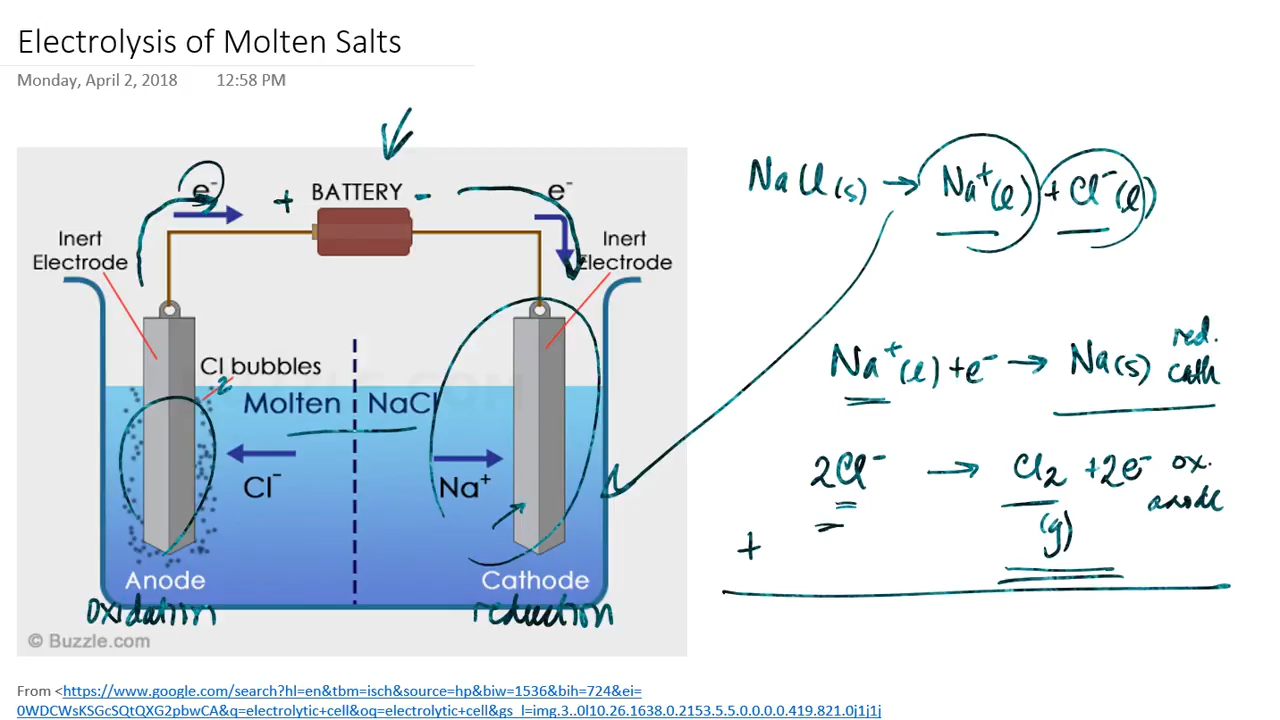 Electrolysis of Molten Salts
Monday, April 2, 2018 12:58 PM
e⁻ + BATTERY - e⁻
Inert Electrode
Inert Electrode
Cl bubbles
2
Molten NaCl
Cl⁻
Na⁺
Anode
Cathode
oxidation
reduction
© Buzzle.com
NaCl(s) → Na⁺(l) + Cl⁻(l)
Na⁺(l) + e⁻ → Na(s) red. cath
2Cl⁻ → Cl₂ + 2e⁻ ox. anode
(g)
+
From <https://www.google.com/search?hl=en&tbm=isch&source=hp&biw=1536&bih=724&ei=
0WDCWsKSGcSQtQXG2pbwCA&q=electrolytic+cell&oq=electrolytic+cell&gs_l=img.3..0l10.26.1638.0.2153.5.5.0.0.0.0.419.821.0j1j1j1